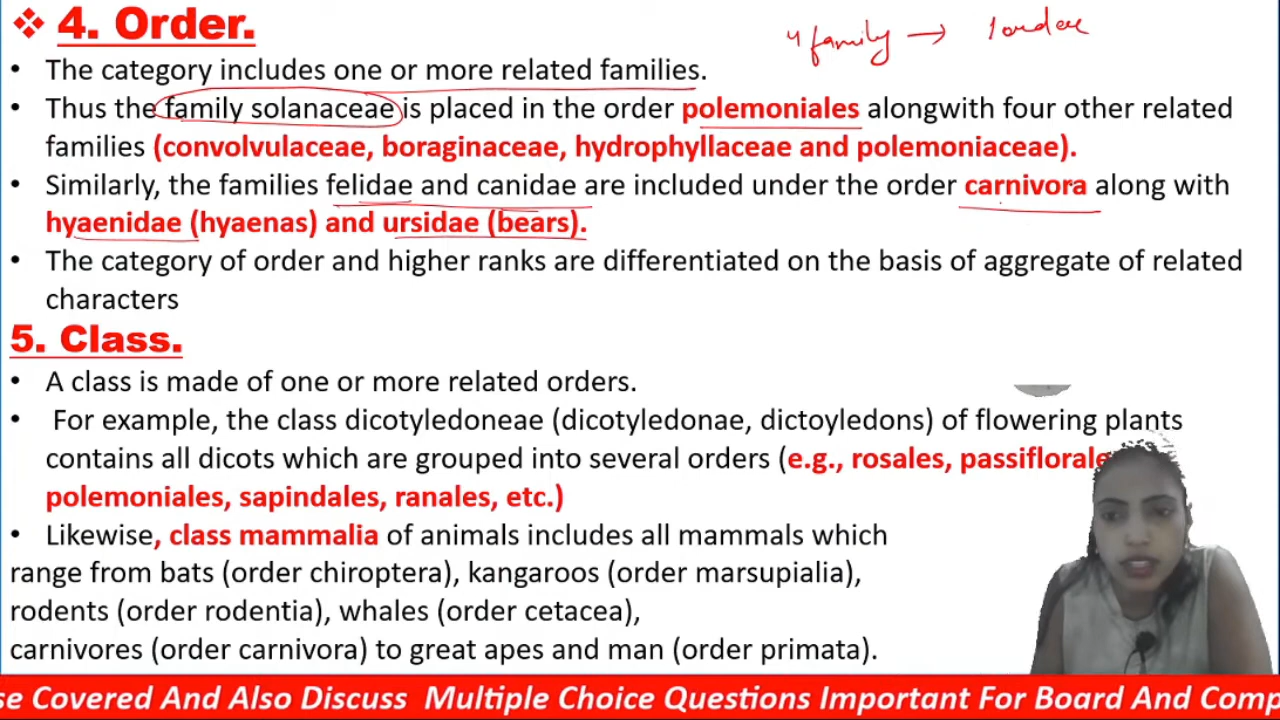 ❖ 4. Order.
4 family → 1 order
• The category includes one or more related families.
• Thus the family solanaceae is placed in the order polemoniales alongwith four other related
families (convolvulaceae, boraginaceae, hydrophyllaceae and polemoniaceae).
• Similarly, the families felidae and canidae are included under the order carnivora along with
hyaenidae (hyaenas) and ursidae (bears).
• The category of order and higher ranks are differentiated on the basis of aggregate of related
characters
5. Class.
• A class is made of one or more related orders.
• For example, the class dicotyledoneae (dicotyledonae, dictoyledons) of flowering plants
contains all dicots which are grouped into several orders (e.g., rosales, passiflorale
polemoniales, sapindales, ranales, etc.)
• Likewise, class mammalia of animals includes all mammals which
range from bats (order chiroptera), kangaroos (order marsupialia),
rodents (order rodentia), whales (order cetacea),
carnivores (order carnivora) to great apes and man (order primata).
se Covered And Also Discuss Multiple Choice Questions Important For Board And Comp